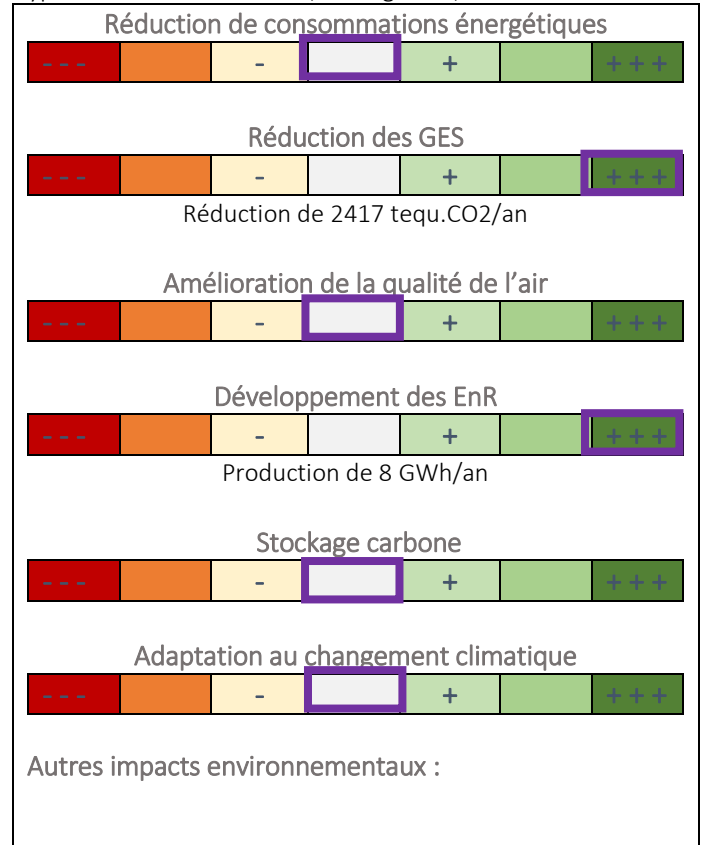 Réduction de consommations énergétiques
- - - - + + + +
Réduction des GES
- - - - + + + +
Réduction de 2417 tequ.CO2/an
Amélioration de la qualité de l’air
- - - - + + + +
Développement des EnR
- - - - + + + +
Production de 8 GWh/an
Stockage carbone
- - - - + + + +
Adaptation au changement climatique
- - - - + + + +
Autres impacts environnementaux :